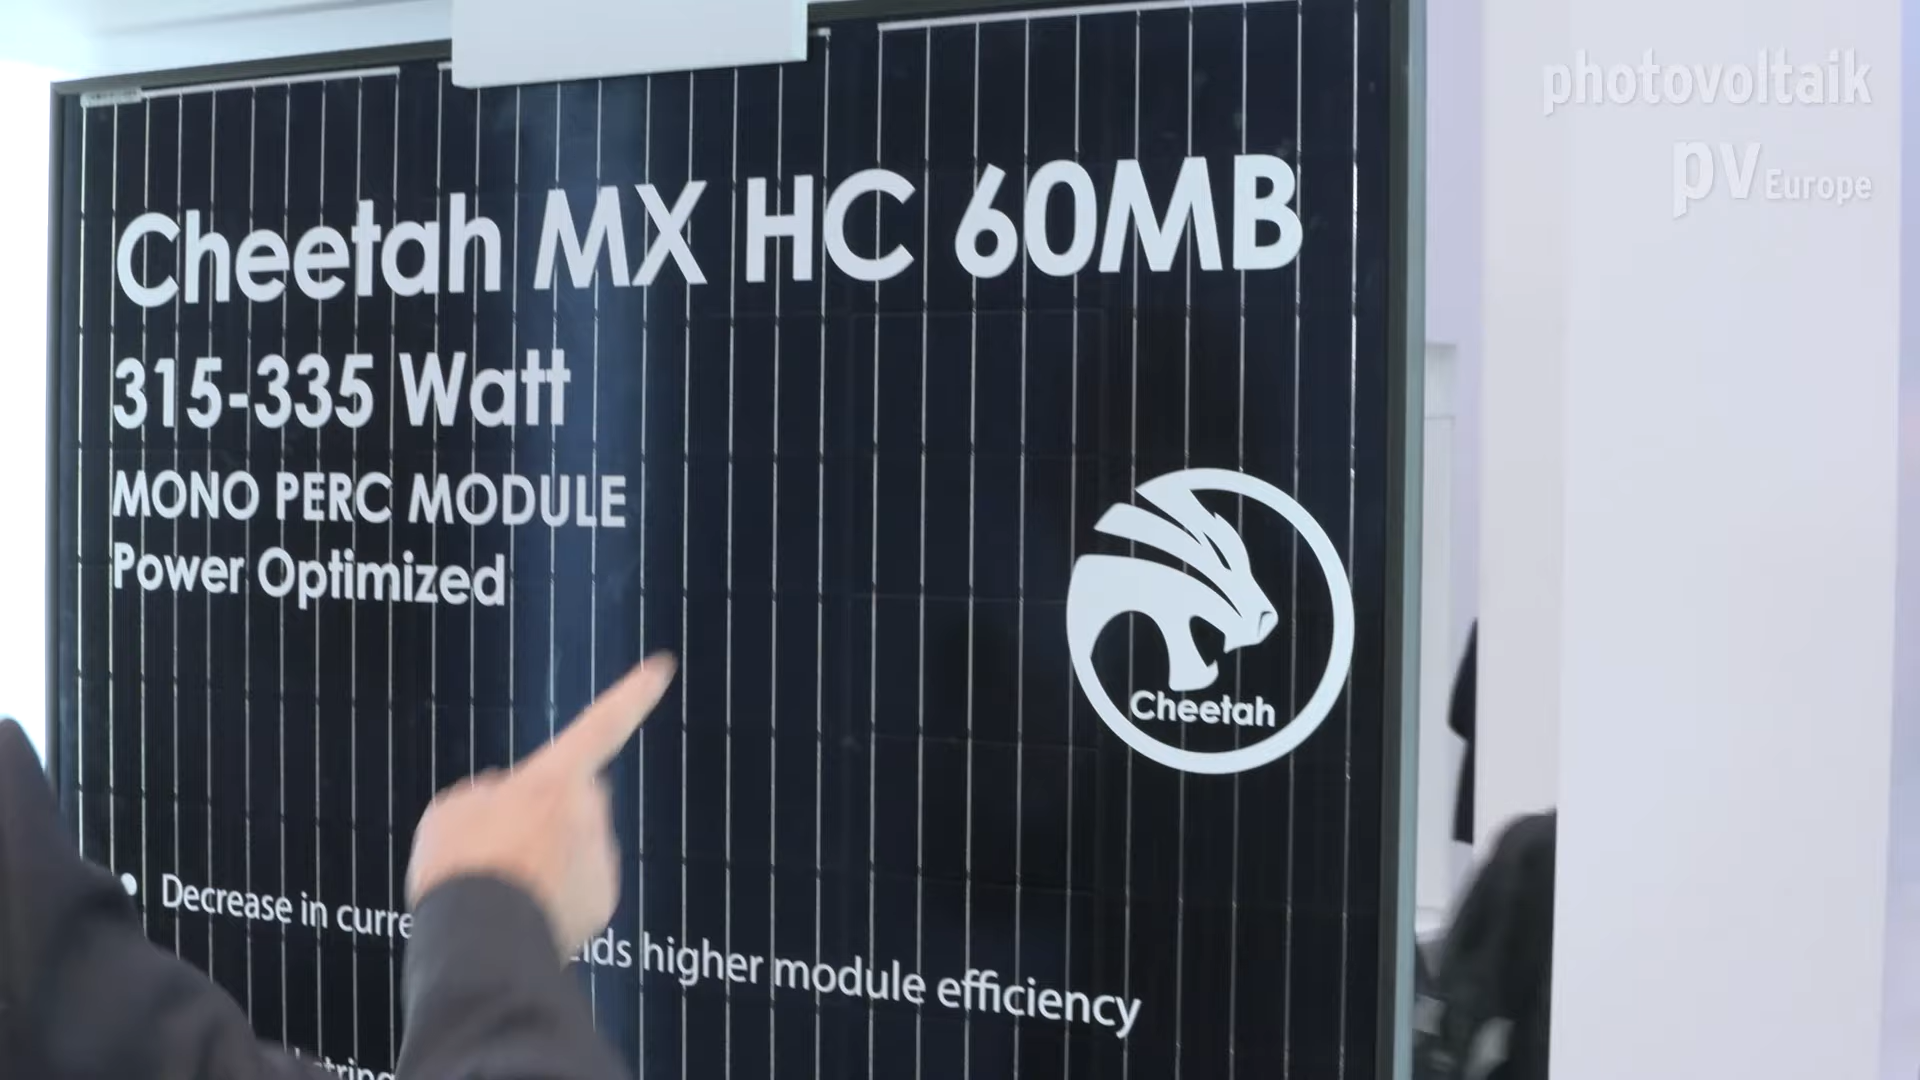 photovoltaik
pv Europe
Cheetah MX HC 60MB
315-335 Watt
MONO PERC MODULE
Power Optimized
Cheetah
• Decrease in higher module efficiency